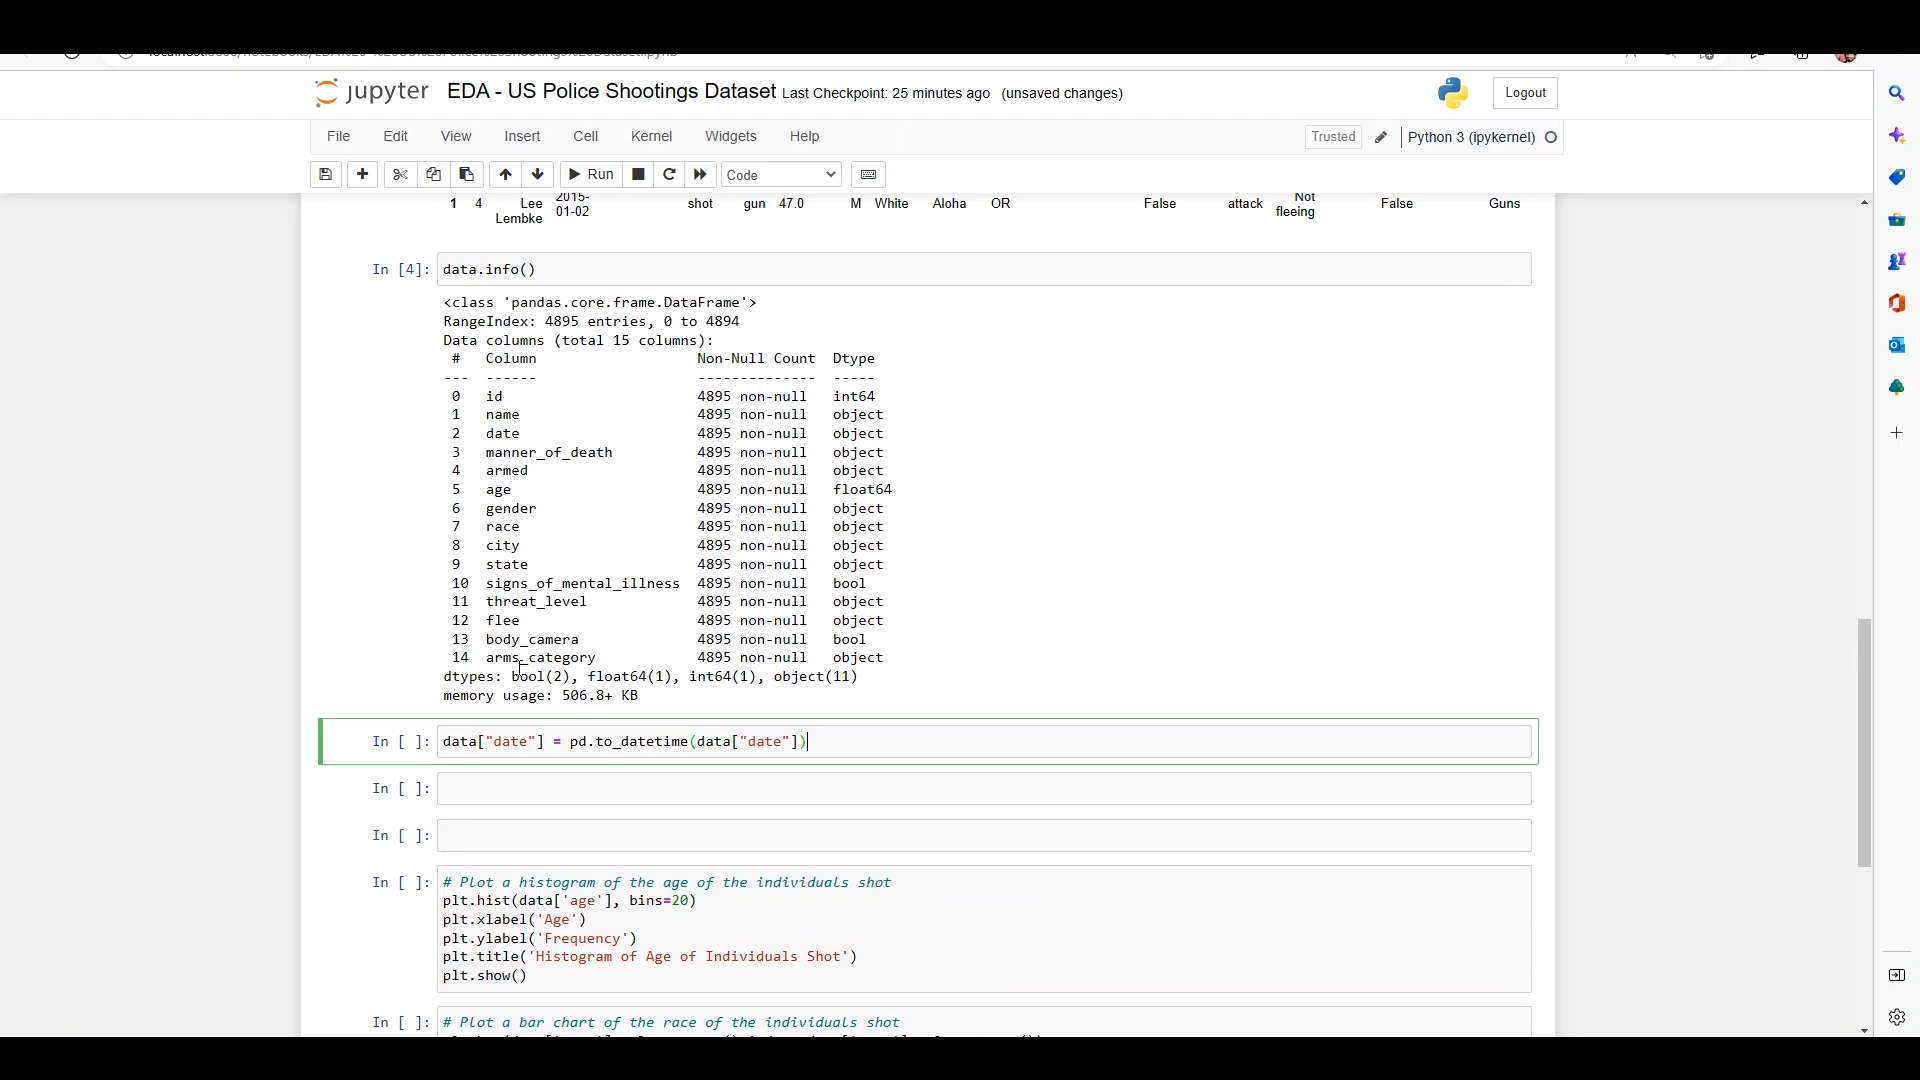 jupyter EDA - US Police Shootings Dataset Last Checkpoint: 25 minutes ago (unsaved changes) Logout
File Edit View Insert Cell Kernel Widgets Help Trusted Python 3 (ipykernel)
Run Code
1 4 Lee Lembke 2015-01-02 shot gun 47.0 M White Aloha OR False attack Not fleeing False Guns
In [4]: data.info()
<class 'pandas.core.frame.DataFrame'>
RangeIndex: 4895 entries, 0 to 4894
Data columns (total 15 columns):
# Column Non-Null Count Dtype
--- ------ -------------- -----
0 id 4895 non-null int64
1 name 4895 non-null object
2 date 4895 non-null object
3 manner_of_death 4895 non-null object
4 armed 4895 non-null object
5 age 4895 non-null float64
6 gender 4895 non-null object
7 race 4895 non-null object
8 city 4895 non-null object
9 state 4895 non-null object
10 signs_of_mental_illness 4895 non-null bool
11 threat_level 4895 non-null object
12 flee 4895 non-null object
13 body_camera 4895 non-null bool
14 arms_category 4895 non-null object
dtypes: bool(2), float64(1), int64(1), object(11)
memory usage: 506.8+ KB
In [ ]: data["date"] = pd.to_datetime(data["date"])
In [ ]:
In [ ]:
In [ ]: # Plot a histogram of the age of the individuals shot
plt.hist(data['age'], bins=20)
plt.xlabel('Age')
plt.ylabel('Frequency')
plt.title('Histogram of Age of Individuals Shot')
plt.show()
In [ ]: # Plot a bar chart of the race of the individuals shot